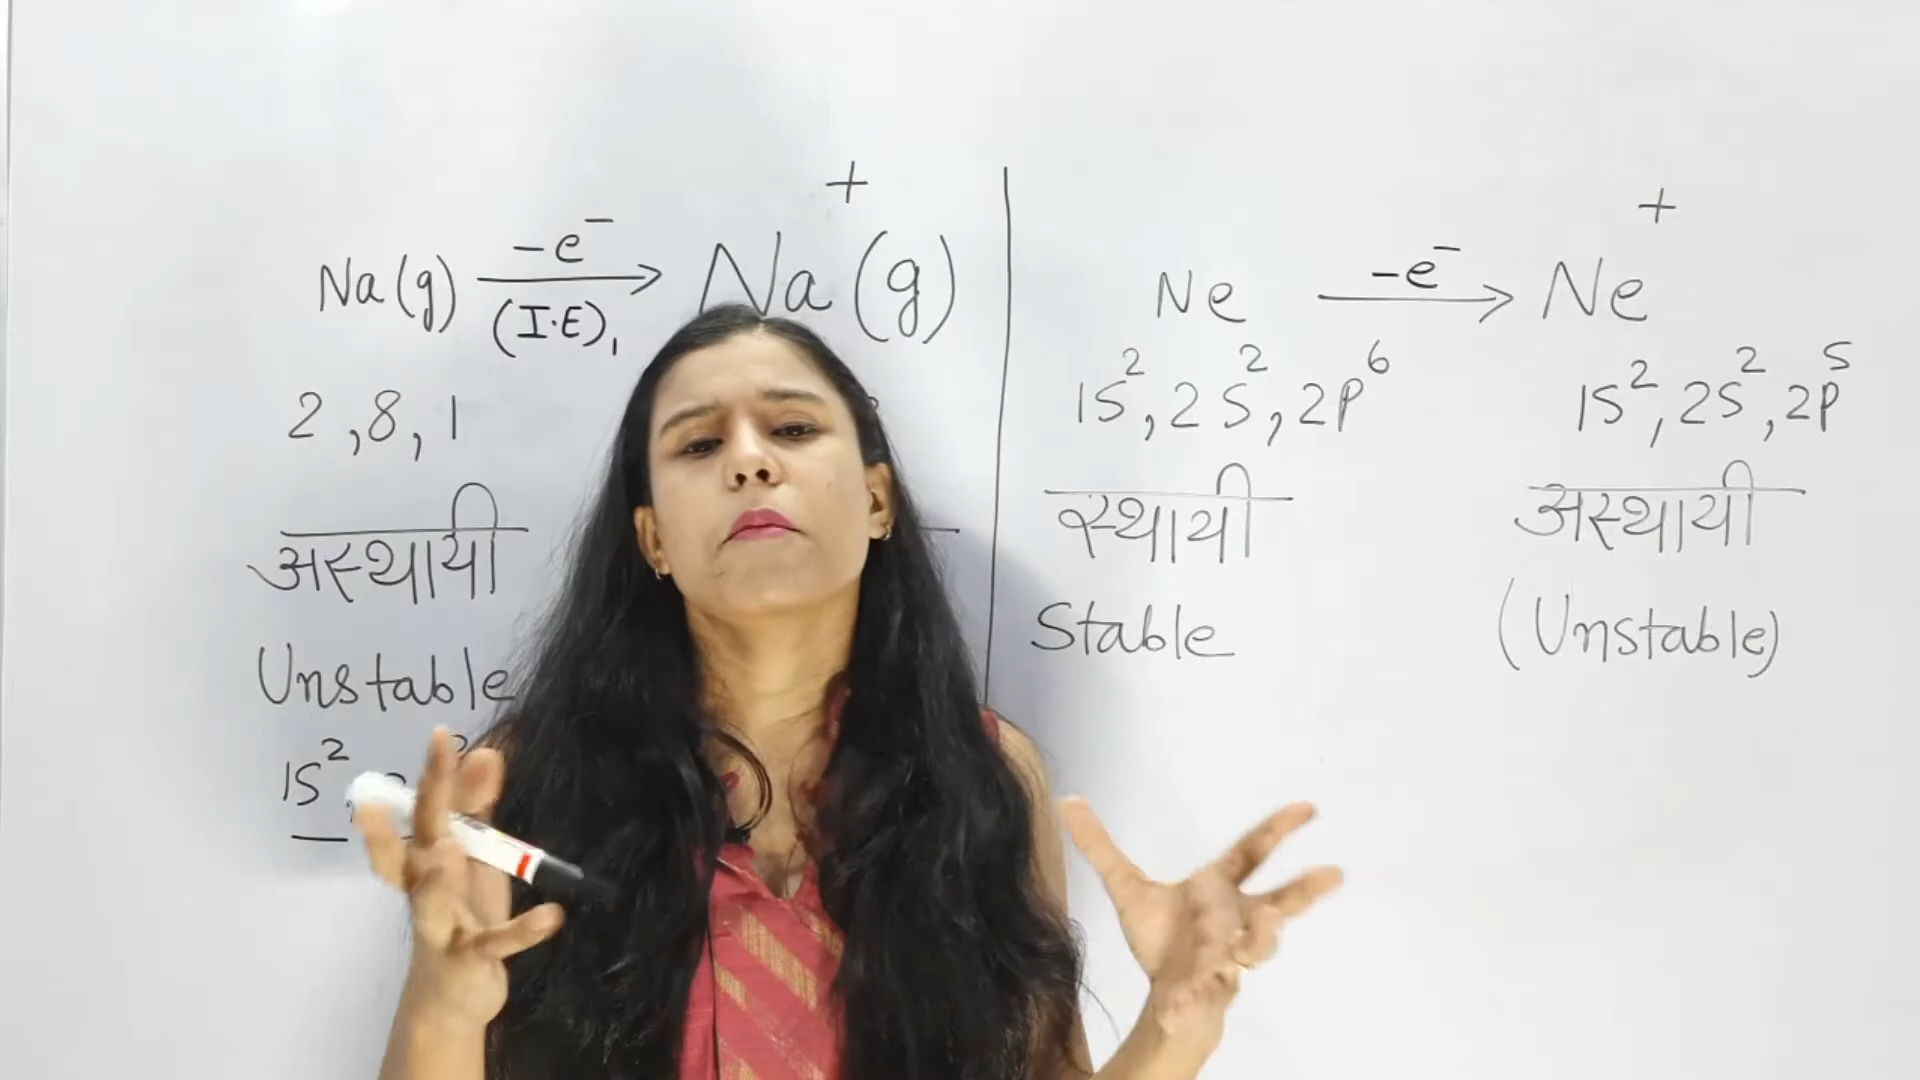 Na(g) —(-e⁻)→ Na⁺(g)
(I.E)₁
2,8,1
अस्थायी
Unstable
1S²,
Ne —(-e⁻)→ Ne⁺
1S², 2S², 2P⁶ 1S², 2S², 2P⁵
स्थायी अस्थायी
Stable (Unstable)